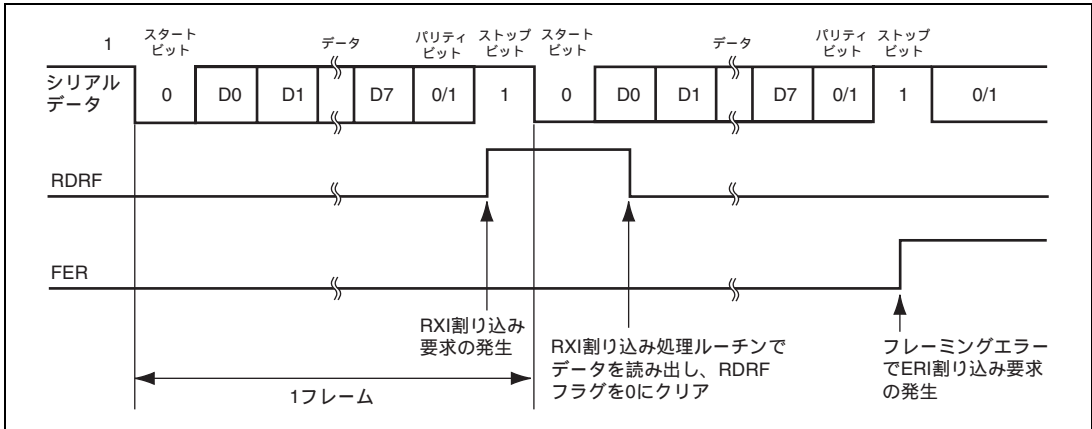 1
スタート
ビット
データ
パリティ
ビット
ストップ
ビット
スタート
ビット
データ
パリティ
ビット
ストップ
ビット
シリアル
データ
0 D0 D1 D7 0/1 1 0 D0 D1 D7 0/1 1 0/1
RDRF
FER
RXI割り込み
要求の発生
RXI割り込み処理ルーチンで
データを読み出し、RDRF
フラグを0にクリア
フレーミングエラー
でERI割り込み要求
の発生
1フレーム